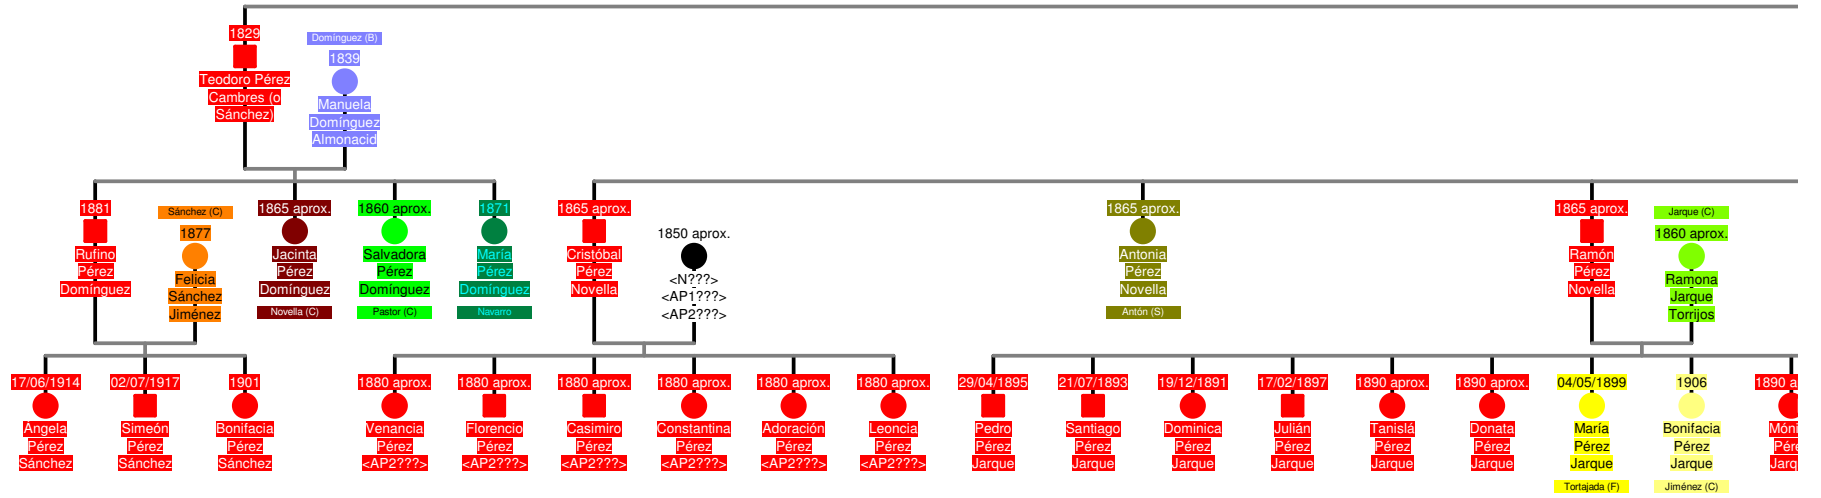 1829
Teodoro Pérez
Cambres (o
Sánchez)
Domínguez (B)
1839
Manuela
Domínguez
Almonacid
1881
Rufino
Pérez
Domínguez
Sánchez (C)
1877
Felicia
Sánchez
Jiménez
1865 aprox.
Jacinta
Pérez
Domínguez
Novella (C)
1860 aprox.
Salvadora
Pérez
Domínguez
Pastor (C)
1871
María
Pérez
Domínguez
Navarro
1865 aprox.
Cristóbal
Pérez
Novella
1850 aprox.
<N???>
<AP1???>
<AP2???>
1865 aprox.
Antonia
Pérez
Novella
Antón (S)
1865 aprox.
Ramón
Pérez
Novella
Jarque (C)
1860 aprox.
Ramona
Jarque
Torrijos
17/06/1914
Ángela
Pérez
Sánchez
02/07/1917
Simeón
Pérez
Sánchez
1901
Bonifacia
Pérez
Sánchez
1880 aprox.
Venancia
Pérez
<AP2???>
1880 aprox.
Florencio
Pérez
<AP2???>
1880 aprox.
Casimiro
Pérez
<AP2???>
1880 aprox.
Constantina
Pérez
<AP2???>
1880 aprox.
Adoración
Pérez
<AP2???>
1880 aprox.
Leoncia
Pérez
<AP2???>
29/04/1895
Pedro
Pérez
Jarque
21/07/1893
Santiago
Pérez
Jarque
19/12/1891
Dominica
Pérez
Jarque
17/02/1897
Julián
Pérez
Jarque
1890 aprox.
Tanislá
Pérez
Jarque
1890 aprox.
Donata
Pérez
Jarque
04/05/1899
María
Pérez
Jarque
Tortajada (F)
1906
Bonifacia
Pérez
Jarque
Jiménez (C)
1890 a
Móni
Pére
Jarq